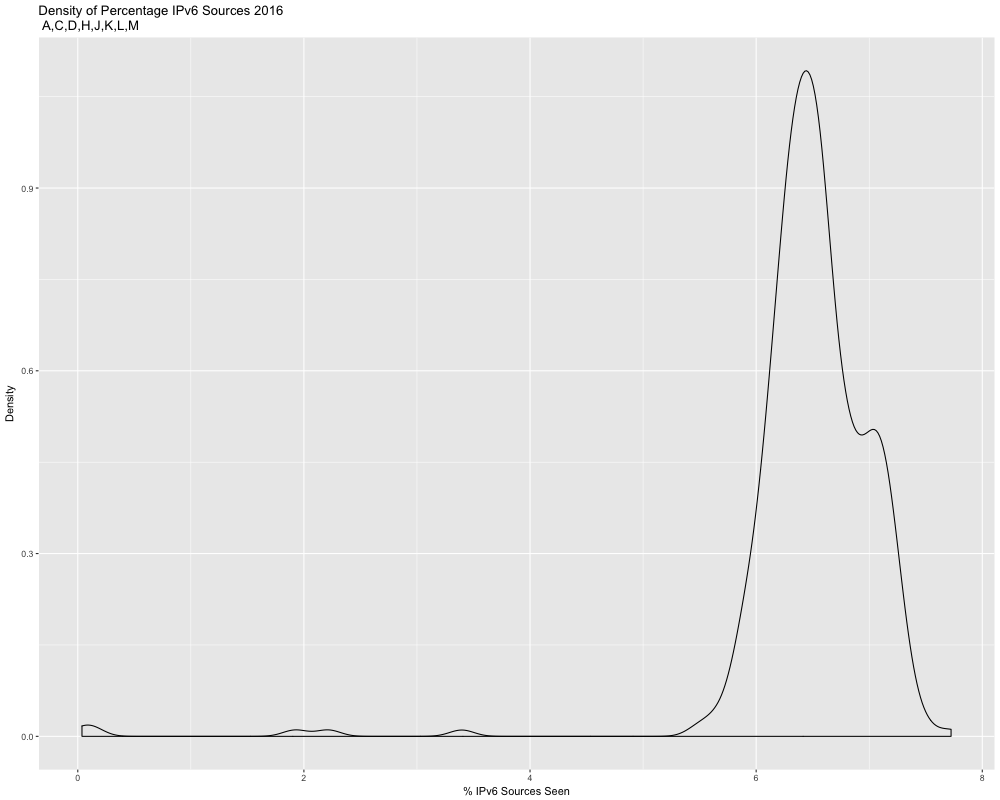 Density of Percentage IPv6 Sources 2016
A,C,D,H,J,K,L,M
0.9
0.6
0.3
0.0
Density
0 2 4 6 8
% IPv6 Sources Seen